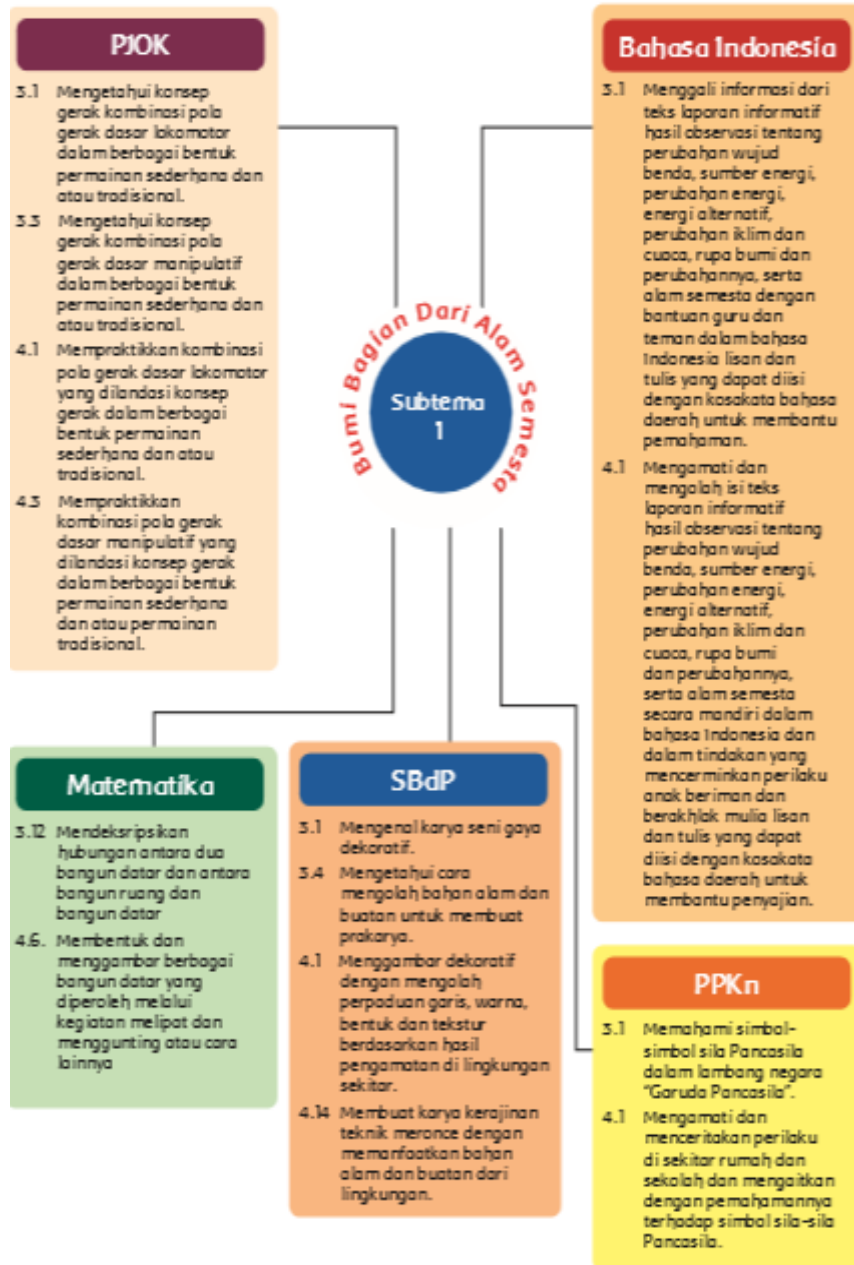 PJOK
3.1 Mengetahui konsep
gerak kombinasi pola
gerak dasar lokomotor
dalam berbagai bentuk
permainan sederhana dan
atau tradisional.
3.3 Mengetahui konsep
gerak kombinasi pola
gerak dasar manipulatif
dalam berbagai bentuk
permainan sederhana dan
atau tradisional.
4.1 Mempraktikkan kombinasi
pola gerak dasar lokomotor
yang dilandasi konsep
gerak dalam berbagai
bentuk permainan
sederhana dan atau
tradisional.
4.3 Mempraktikkan
kombinasi pola gerak
dasar manipulatif yang
dilandasi konsep gerak
dalam berbagai bentuk
permainan sederhana
dan atau permainan
tradisional.
Bahasa Indonesia
3.1 Menggali informasi dari
teks laporan informatif
hasil observasi tentang
perubahan wujud
benda, sumber energi,
perubahan energi,
energi alternatif,
perubahan iklim dan
cuaca, rupa bumi dan
perubahannya, serta
alam semesta dengan
bantuan guru dan
teman dalam bahasa
Indonesia lisan dan
tulis yang dapat diisi
dengan kosakata bahasa
daerah untuk membantu
pemahaman.
4.1 Mengamati dan
mengolah isi teks
laporan informatif
hasil observasi tentang
perubahan wujud
benda, sumber energi,
perubahan energi,
energi alternatif,
perubahan iklim dan
cuaca, rupa bumi
dan perubahannya,
serta alam semesta
secara mandiri dalam
bahasa Indonesia dan
dalam tindakan yang
mencerminkan perilaku
anak beriman dan
berakhlak mulia lisan
dan tulis yang dapat
diisi dengan kosakata
bahasa daerah untuk
membantu penyajian.
Bumi Bagian Dari Alam Semesta
Subtema
1
Matematika
3.12 Mendeksripsikan
hubungan antara dua
bangun datar dan antara
bangun ruang dan
bangun datar
4.6. Membentuk dan
menggambar berbagai
bangun datar yang
diperoleh melalui
kegiatan melipat dan
menggunting atau cara
lainnya
SBdP
3.1 Mengenal karya seni gaya
dekoratif.
3.4 Mengetahui cara
mengolah bahan alam dan
buatan untuk membuat
prakarya.
4.1 Menggambar dekoratif
dengan mengolah
perpaduan garis, warna,
bentuk dan tekstur
berdasarkan hasil
pengamatan di lingkungan
sekitar.
4.14 Membuat karya kerajinan
teknik meronce dengan
memanfaatkan bahan
alam dan buatan dari
lingkungan.
PPKn
3.1 Memahami simbol-
simbol sila Pancasila
dalam lambang negara
“Garuda Pancasila”.
4.1 Mengamati dan
menceritakan perilaku
di sekitar rumah dan
sekolah dan mengaitkan
dengan pemahamannya
terhadap simbol sila-sila
Pancasila.